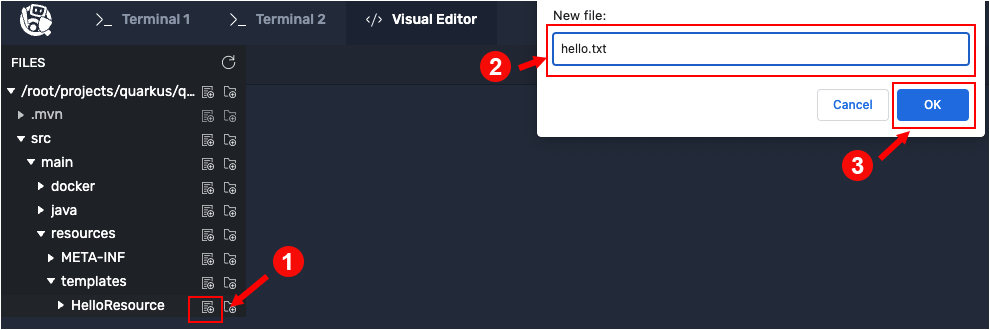 Terminal 1
Terminal 2
Visual Editor
New file:
hello.txt
2
Cancel
OK
3
FILES
/root/projects/quarkus/q...
.mvn
src
main
docker
java
resources
META-INF
templates
HelloResource
1